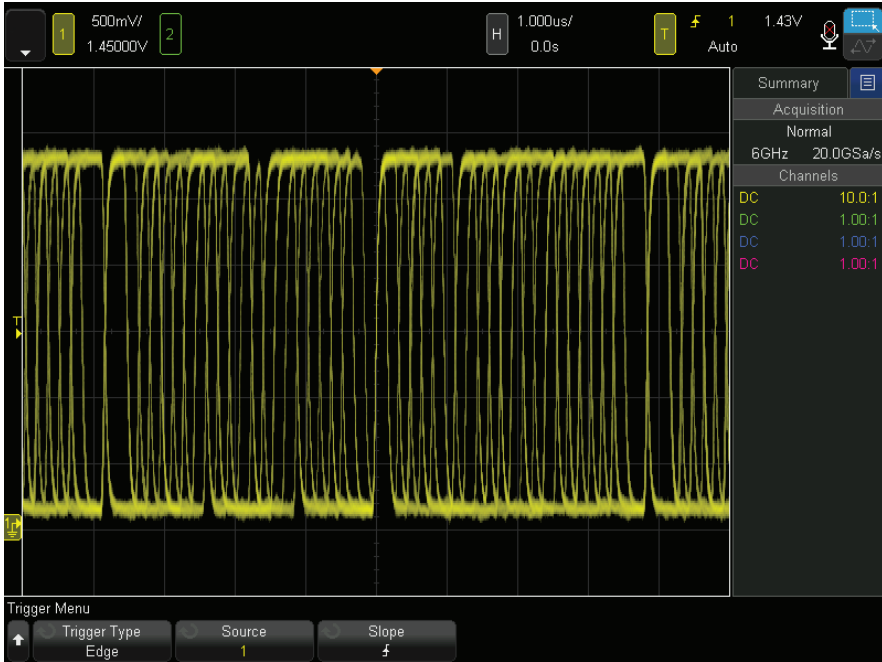 1 500mV/ 1.45000V 2 H 1.000us/ 0.0s T 1 1.43V Auto
Summary
Acquisition
Normal
6GHz 20.0GSa/s
Channels
DC 10.0:1
DC 1.00:1
DC 1.00:1
DC 1.00:1
T
1
Trigger Menu
Trigger Type Source Slope
Edge 1